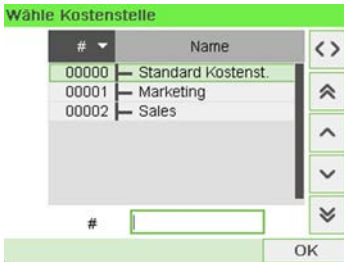 Wähle Kostenstelle
# Name
00000 Standard Kostenst.
00001 Marketing
00002 Sales
#
OK